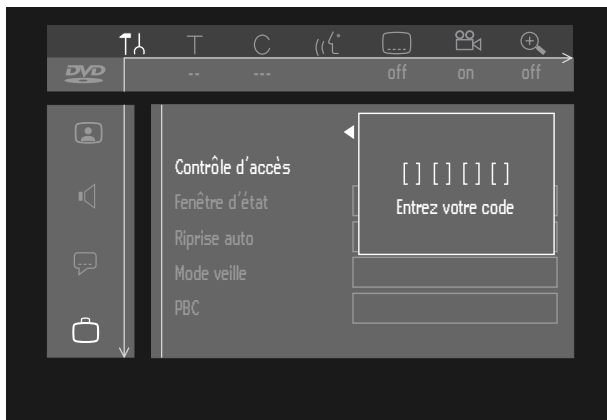 T C
DVD -- --- off on off
Contrôle d'accès
[ ] [ ] [ ] [ ]
Entrez votre code
Fenêtre d'état
Riprise auto
Mode veille
PBC